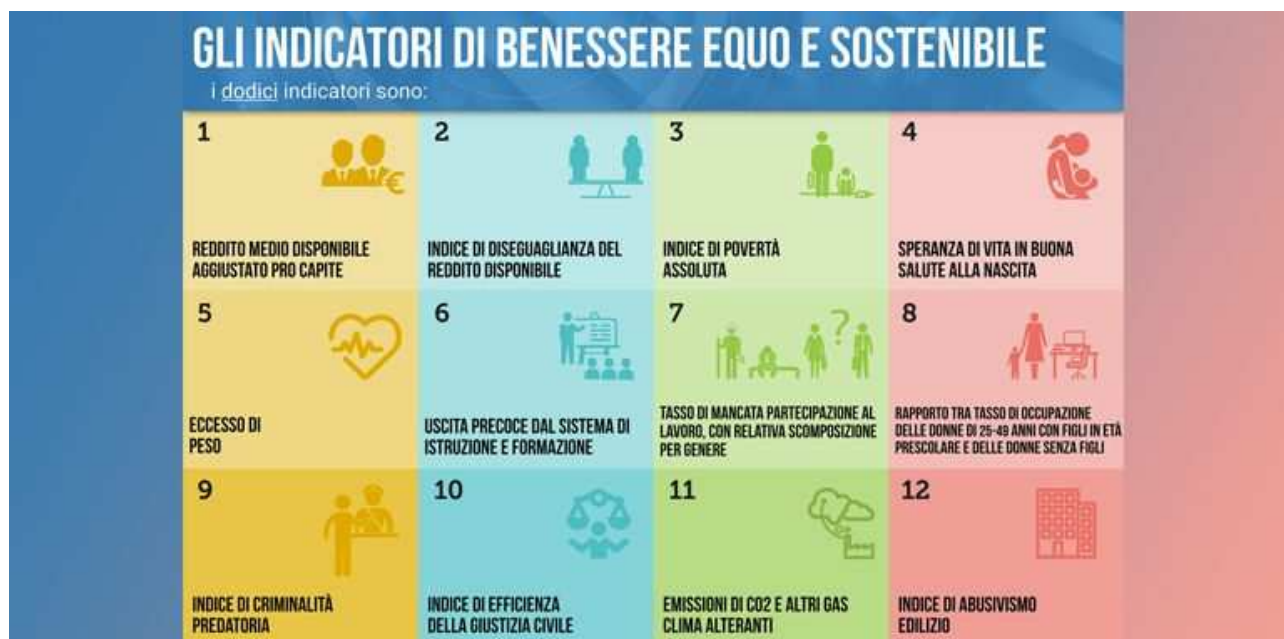 GLI INDICATORI DI BENESSERE EQUO E SOSTENIBILE
i dodici indicatori sono:
1
REDDITO MEDIO DISPONIBILE
AGGIUSTATO PRO CAPITE
2
INDICE DI DISEGUAGLIANZA DEL
REDDITO DISPONIBILE
3
INDICE DI POVERTÀ
ASSOLUTA
4
SPERANZA DI VITA IN BUONA
SALUTE ALLA NASCITA
5
ECCESSO DI
PESO
6
USCITA PRECOCE DAL SISTEMA DI
ISTRUZIONE E FORMAZIONE
7
?
TASSO DI MANCATA PARTECIPAZIONE AL
LAVORO, CON RELATIVA SCOMPOSIZIONE
PER GENERE
8
RAPPORTO TRA TASSO DI OCCUPAZIONE
DELLE DONNE DI 25-49 ANNI CON FIGLI IN ETÀ
PRESCOLARE E DELLE DONNE SENZA FIGLI
9
INDICE DI CRIMINALITÀ
PREDATORIA
10
INDICE DI EFFICIENZA
DELLA GIUSTIZIA CIVILE
11
EMISSIONI DI CO2 E ALTRI GAS
CLIMA ALTERANTI
12
INDICE DI ABUSIVISMO
EDILIZIO